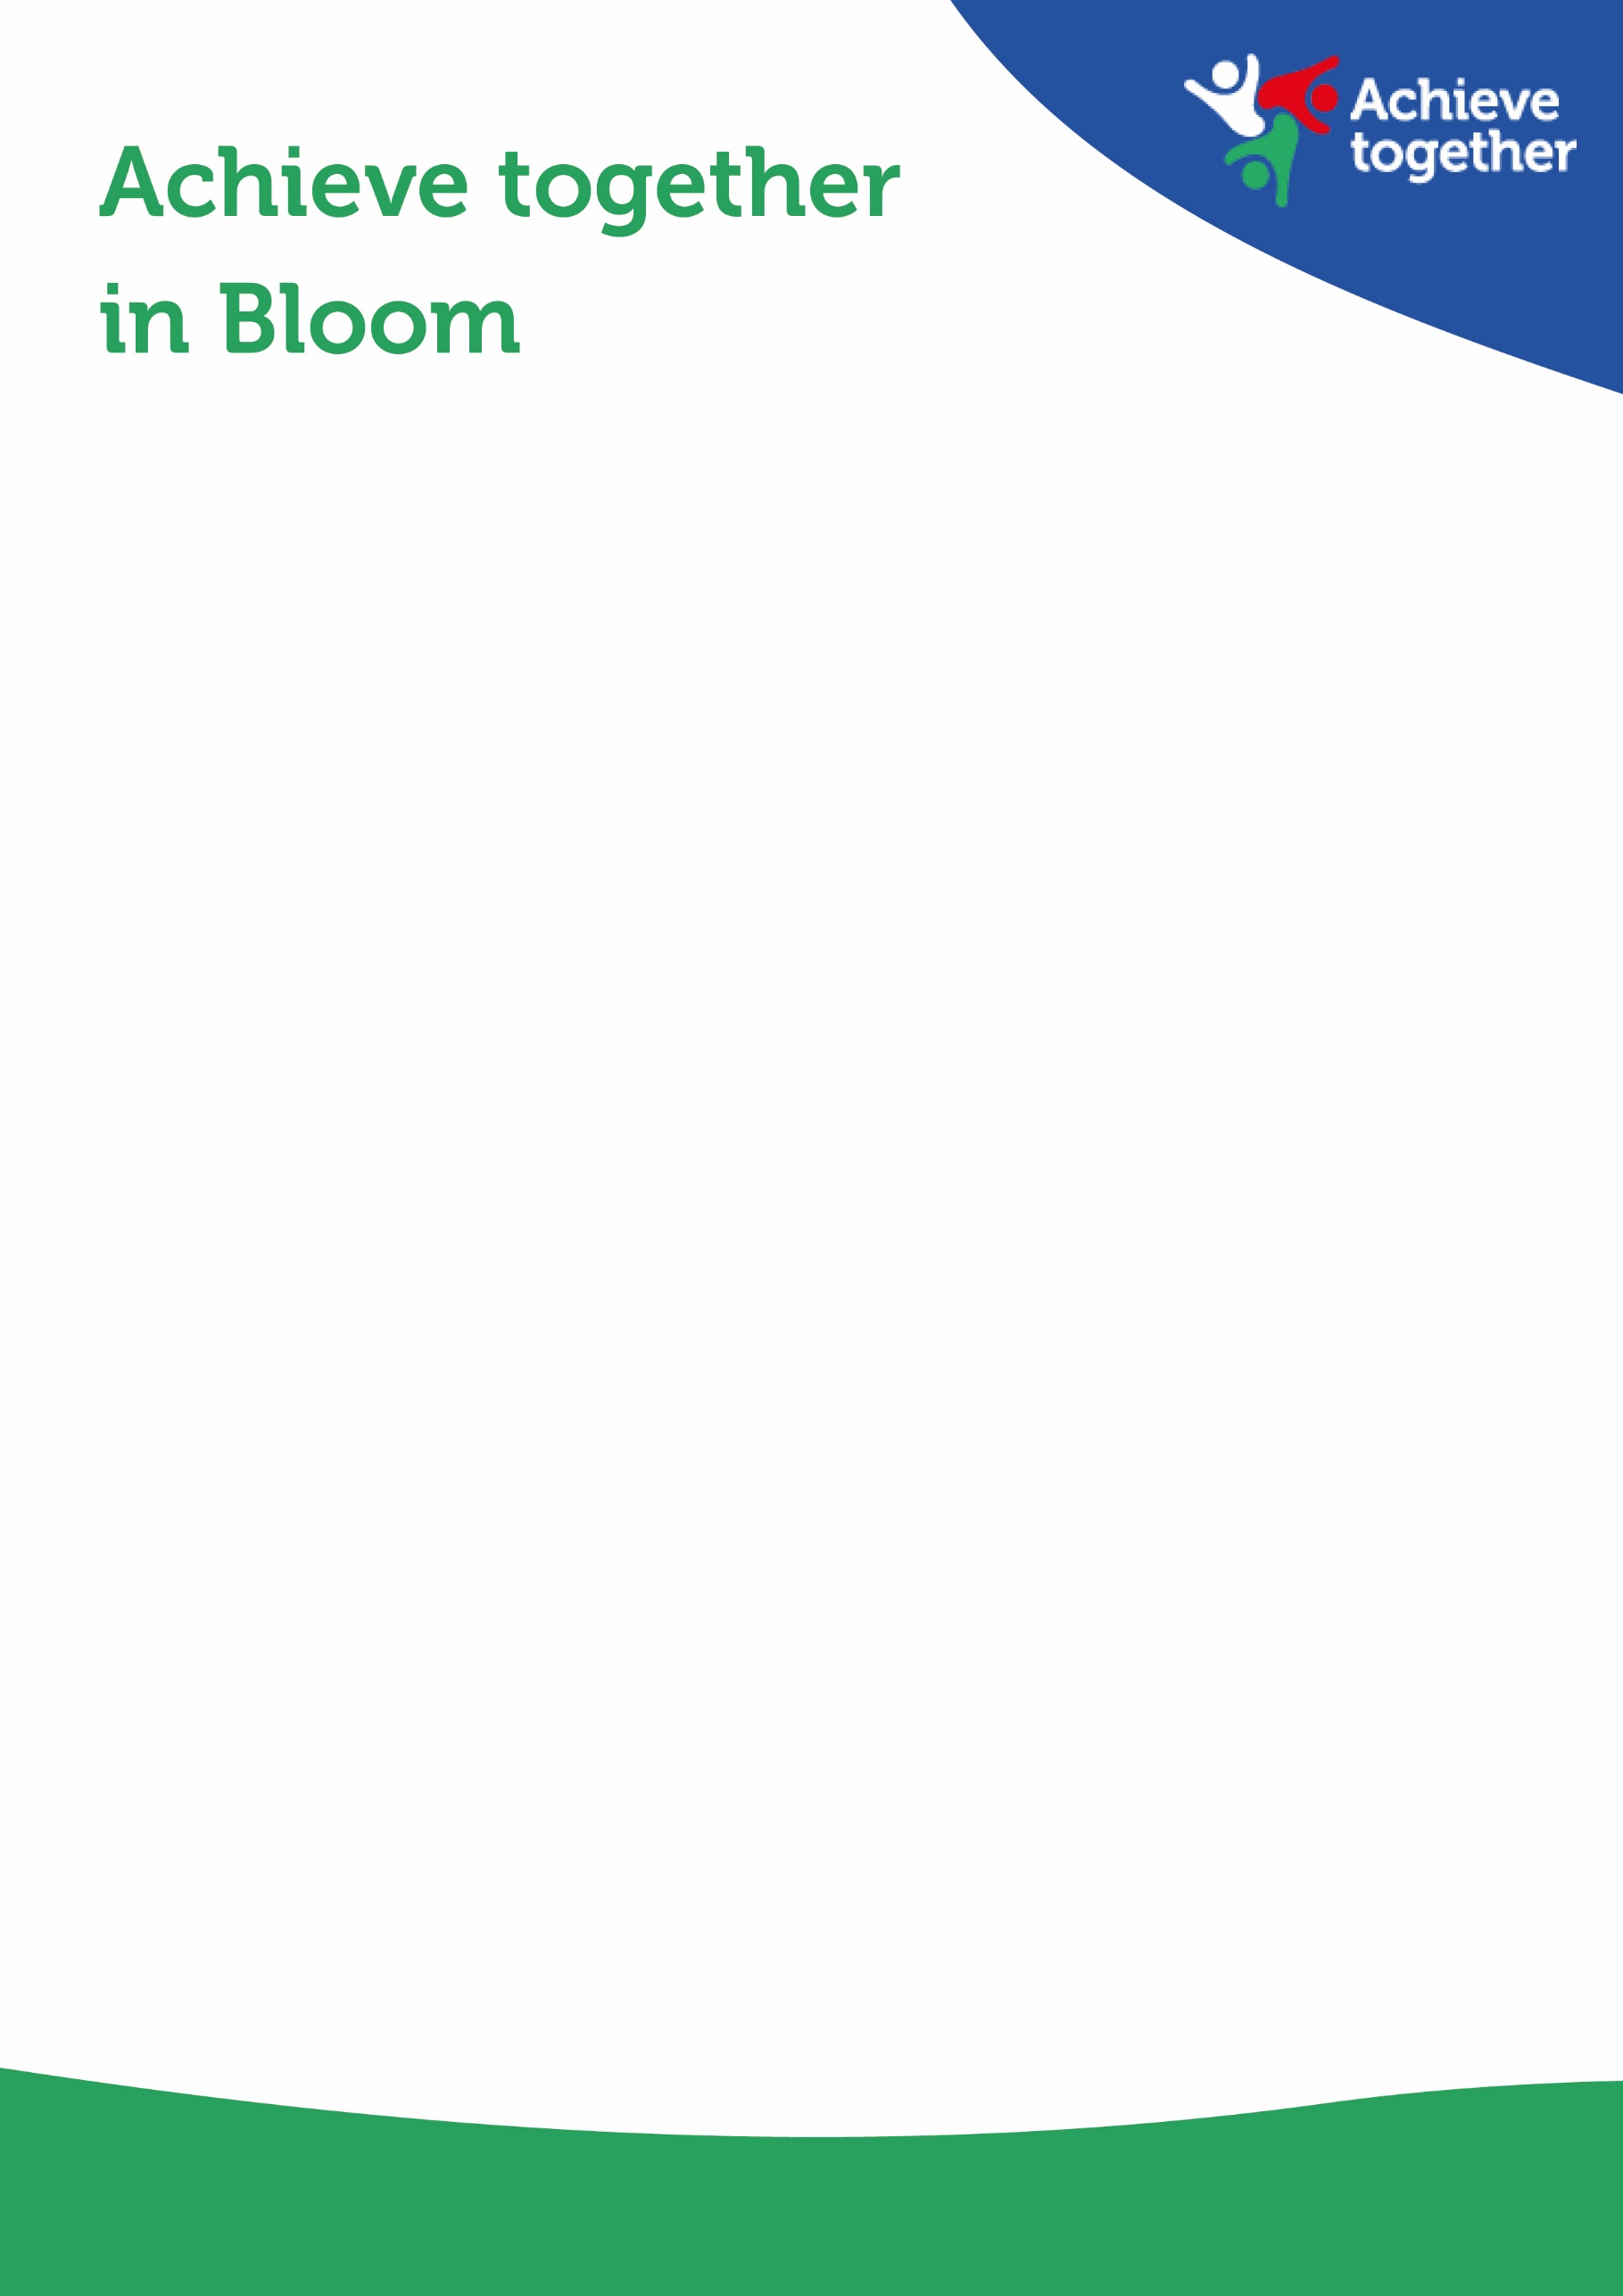 Achieve together
in Bloom
Achieve
together